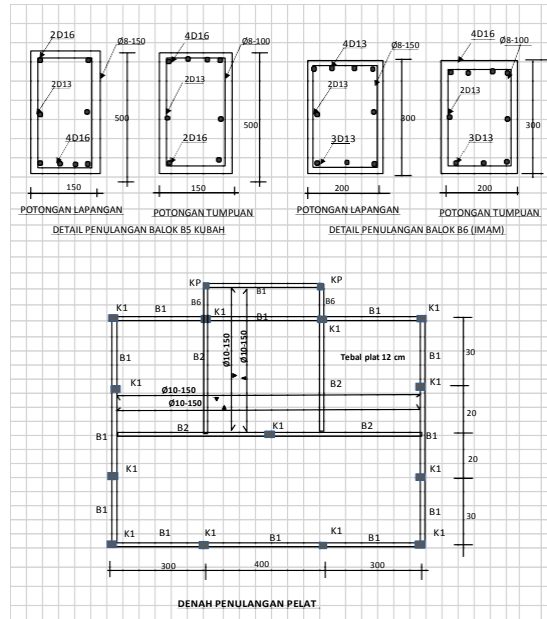 2D16
Ø8-150
4D16
Ø8-100
4D13
Ø8-150
4D16 (IMAM)
Ø8-100
2D13
2D13
2D13
2D13
500
500
300
300
4D16
2D16
3D13
3D13
150
150
200
200
POTONGAN LAPANGAN
POTONGAN TUMPUAN
POTONGAN LAPANGAN
POTONGAN TUMPUAN
DETAIL PENULANGAN BALOK B5 KUBAH
DETAIL PENULANGAN BALOK B6 (IMAM)
KP
KP
B1
B6
B6
K1
B1
K1
B1
K1
B1
K1
B1
B2
Ø10-150
Ø10-150
Tebal plat 12 cm
B1
30
K1
B2
K1
Ø10-150
Ø10-150
20
B1
B2
K1
B2
B1
K1
K1
20
B1
B1
30
K1
B1
K1
B1
K1
B1
K1
300
400
300
DENAH PENULANGAN PELAT